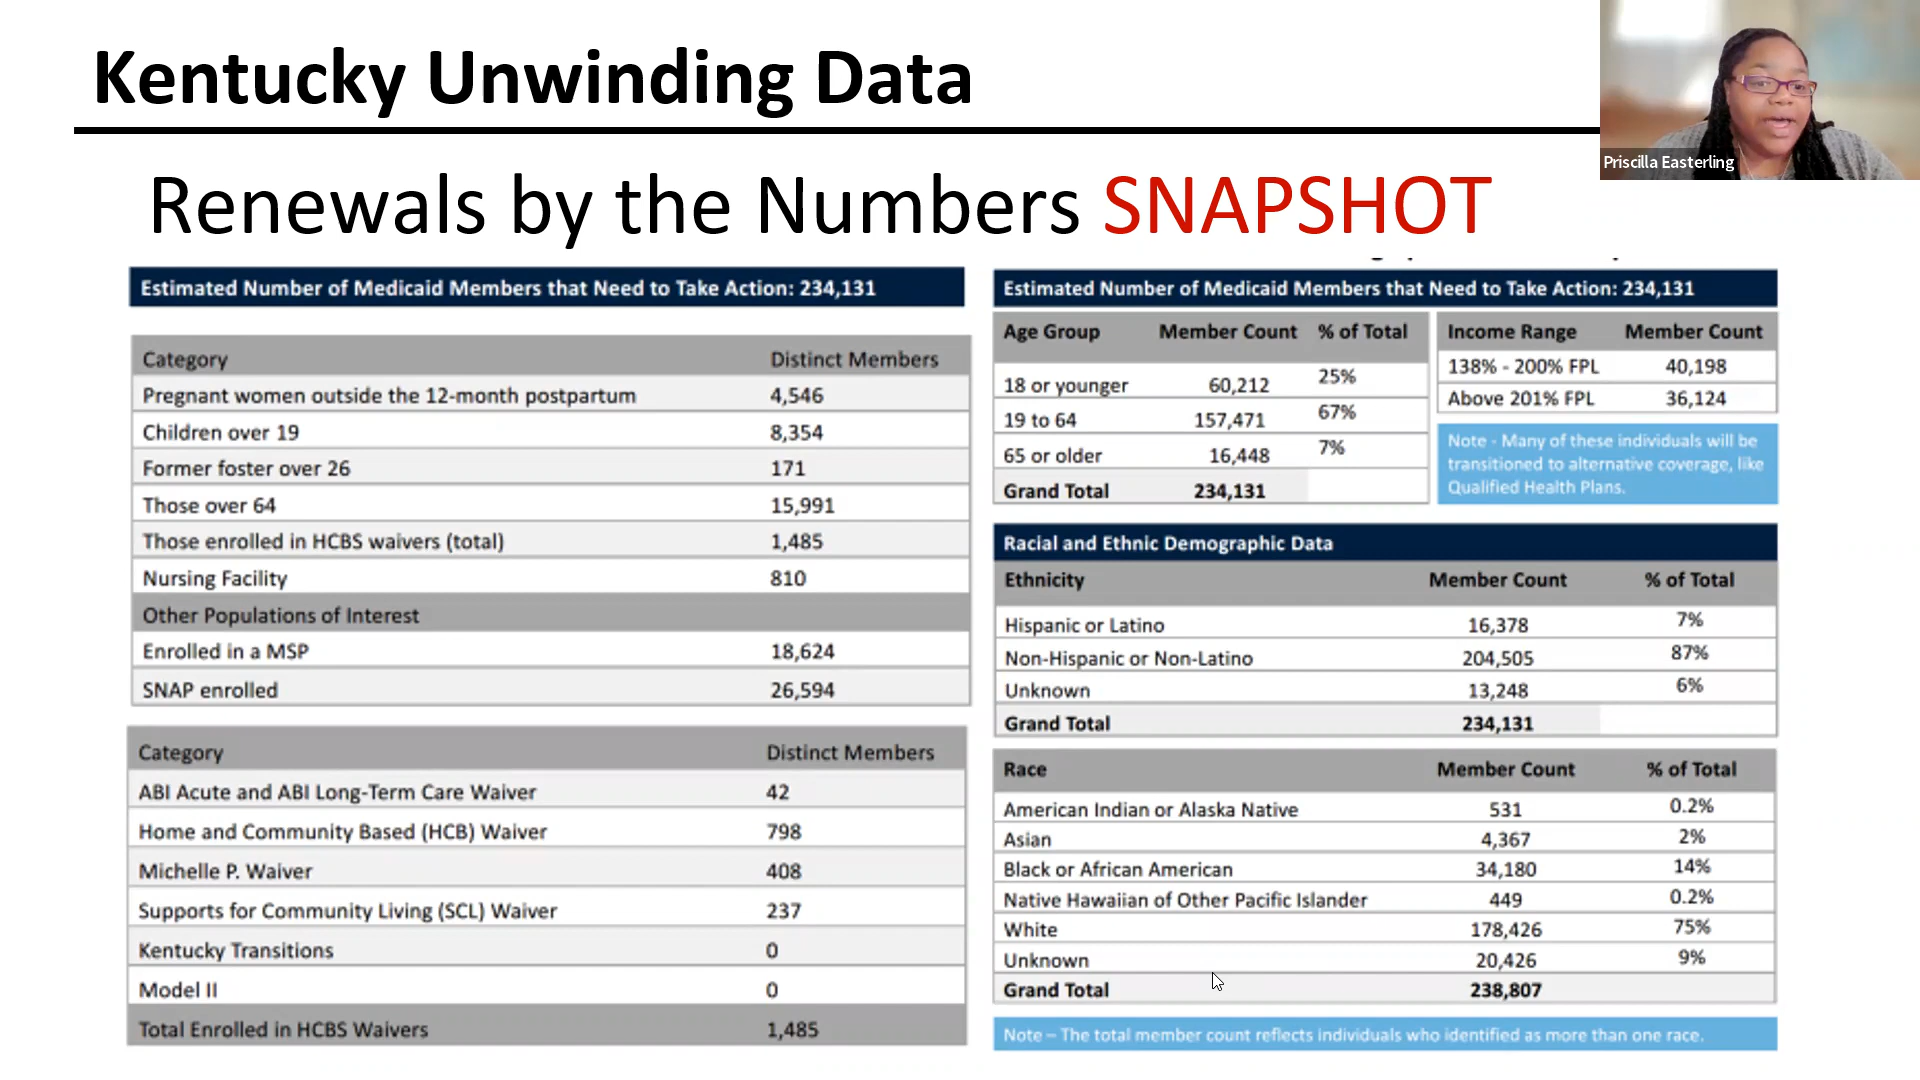 Kentucky Unwinding Data
Priscilla Easterling
Renewals by the Numbers SNAPSHOT
Estimated Number of Medicaid Members that Need to Take Action: 234,131
Category Distinct Members
Pregnant women outside the 12-month postpartum 4,546
Children over 19 8,354
Former foster over 26 171
Those over 64 15,991
Those enrolled in HCBS waivers (total) 1,485
Nursing Facility 810
Other Populations of Interest
Enrolled in a MSP 18,624
SNAP enrolled 26,594
Category Distinct Members
ABI Acute and ABI Long-Term Care Waiver 42
Home and Community Based (HCB) Waiver 798
Michelle P. Waiver 408
Supports for Community Living (SCL) Waiver 237
Kentucky Transitions 0
Model II 0
Total Enrolled in HCBS Waivers 1,485
Estimated Number of Medicaid Members that Need to Take Action: 234,131
Age Group Member Count % of Total
18 or younger 60,212 25%
19 to 64 157,471 67%
65 or older 16,448 7%
Grand Total 234,131
Income Range Member Count
138% - 200% FPL 40,198
Above 201% FPL 36,124
Note - Many of these individuals will be
transitioned to alternative coverage, like
Qualified Health Plans.
Racial and Ethnic Demographic Data
Ethnicity Member Count % of Total
Hispanic or Latino 16,378 7%
Non-Hispanic or Non-Latino 204,505 87%
Unknown 13,248 6%
Grand Total 234,131
Race Member Count % of Total
American Indian or Alaska Native 531 0.2%
Asian 4,367 2%
Black or African American 34,180 14%
Native Hawaiian of Other Pacific Islander 449 0.2%
White 178,426 75%
Unknown 20,426 9%
Grand Total 238,807
Note – The total member count reflects individuals who identified as more than one race.